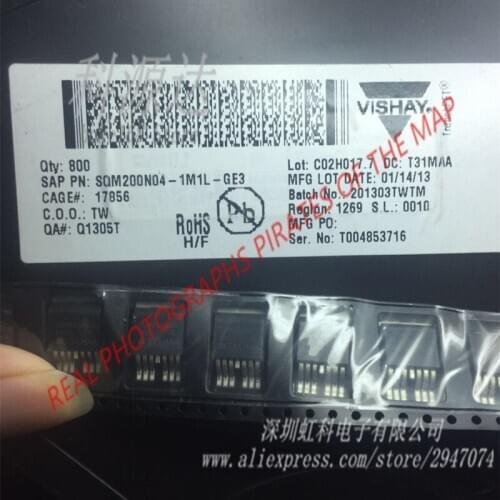 科源达
VISHAY
Qty: 800
SAP PN: SQM200N04-1M1L-GE3
CAGE#: 17856
C.O.O.: TW
QA#: Q1305T
RoHS
H/F
Pb
Lot: C02H017.7 DC: T31MAA
MFG LOT DATE: 01/14/13
Batch No.: 201303TWTM
Region: 1269 S.L.: 0010
MFG PO:
Ser. No: T004853716
REAL PHOTOGRAPHS PIRATES OF THE MAP
深圳虹科电子有限公司
www.aliexpress.com/store/2947074